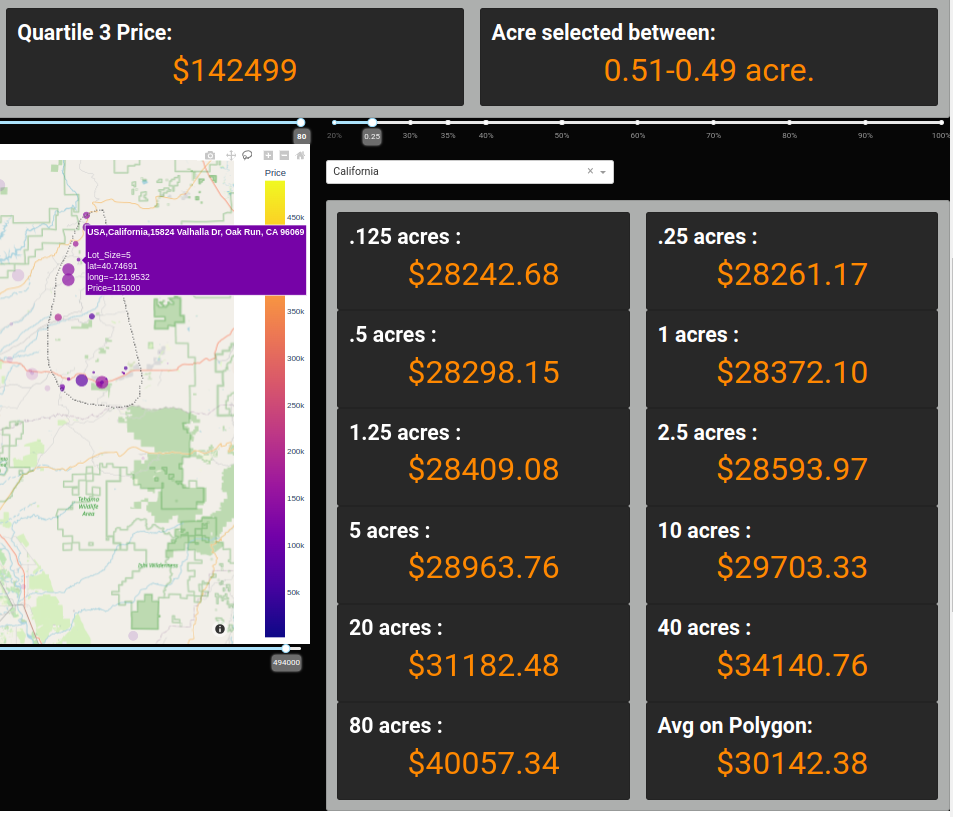 Quartile 3 Price:
$142499
Acre selected between:
0.51-0.49 acre.
80
20%
0.25
30%
35%
40%
50%
60%
70%
80%
90%
100%
California
Price
450k
350k
300k
250k
200k
150k
100k
50k
USA,California,15824 Valhalla Dr, Oak Run, CA 96069
Lot_Size=5
lat=40.74691
long=−121.9532
Price=115000
Tehama
Wildlife
Area
Wilderness
494000
.125 acres :
$28242.68
.25 acres :
$28261.17
.5 acres :
$28298.15
1 acres :
$28372.10
1.25 acres :
$28409.08
2.5 acres :
$28593.97
5 acres :
$28963.76
10 acres :
$29703.33
20 acres :
$31182.48
40 acres :
$34140.76
80 acres :
$40057.34
Avg on Polygon:
$30142.38